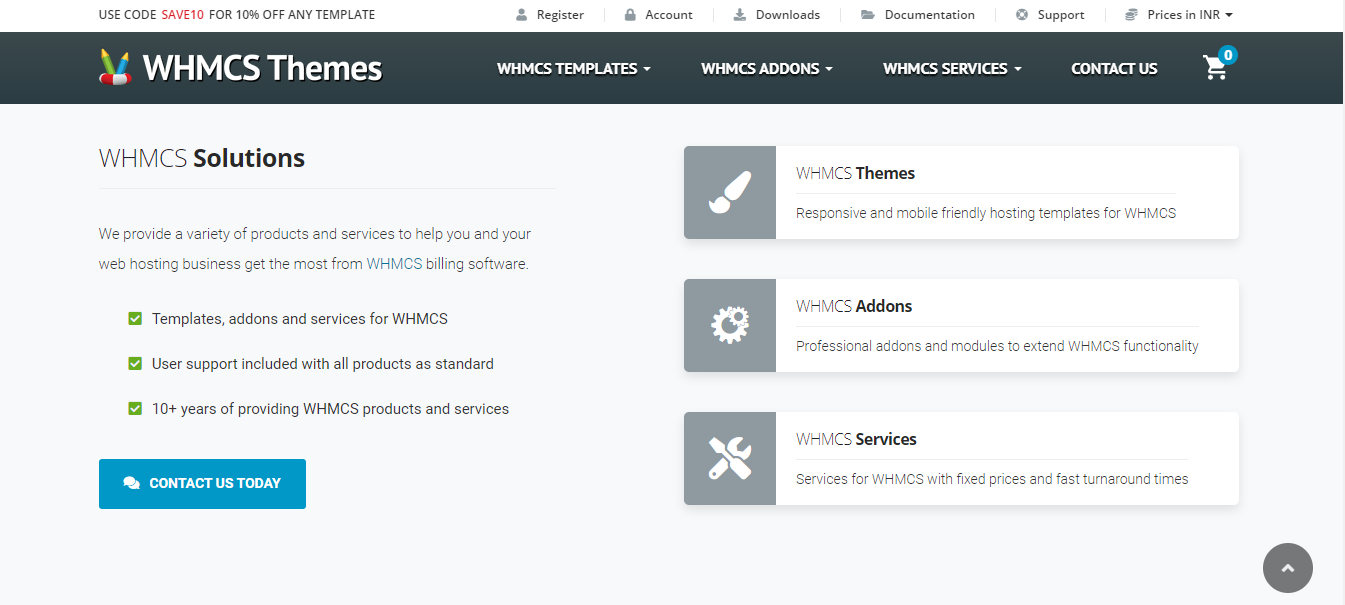 USE CODE SAVE10 FOR 10% OFF ANY TEMPLATE
Register
Account
Downloads
Documentation
Support
Prices in INR
WHMCS Themes
WHMCS TEMPLATES
WHMCS ADDONS
WHMCS SERVICES
CONTACT US
0
WHMCS Solutions
We provide a variety of products and services to help you and your
web hosting business get the most from WHMCS billing software.
Templates, addons and services for WHMCS
User support included with all products as standard
10+ years of providing WHMCS products and services
CONTACT US TODAY
WHMCS Themes
Responsive and mobile friendly hosting templates for WHMCS
WHMCS Addons
Professional addons and modules to extend WHMCS functionality
WHMCS Services
Services for WHMCS with fixed prices and fast turnaround times